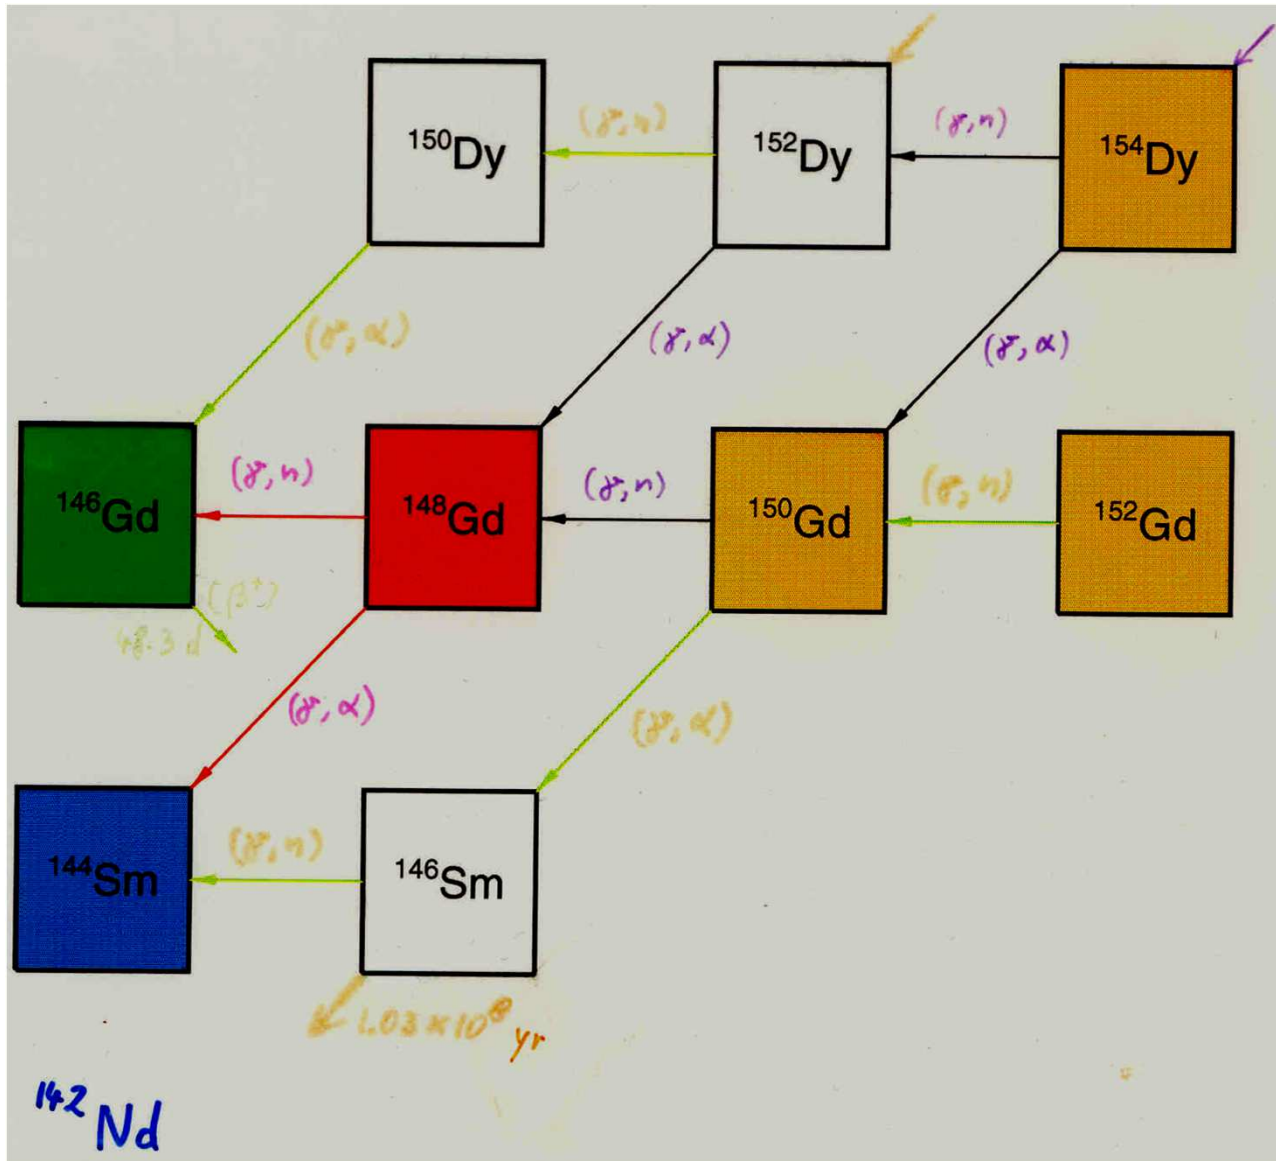 (γ,n) (γ,n)
¹⁵⁰Dy ¹⁵²Dy ¹⁵⁴Dy
(γ,α) (γ,α) (γ,α)
(γ,n) (γ,n) (γ,n)
¹⁴⁶Gd ¹⁴⁸Gd ¹⁵⁰Gd ¹⁵²Gd
(β⁺)
48.3 d
(γ,α) (γ,α)
(γ,n)
¹⁴⁴Sm ¹⁴⁶Sm
1.03×10⁸ yr
¹⁴²Nd